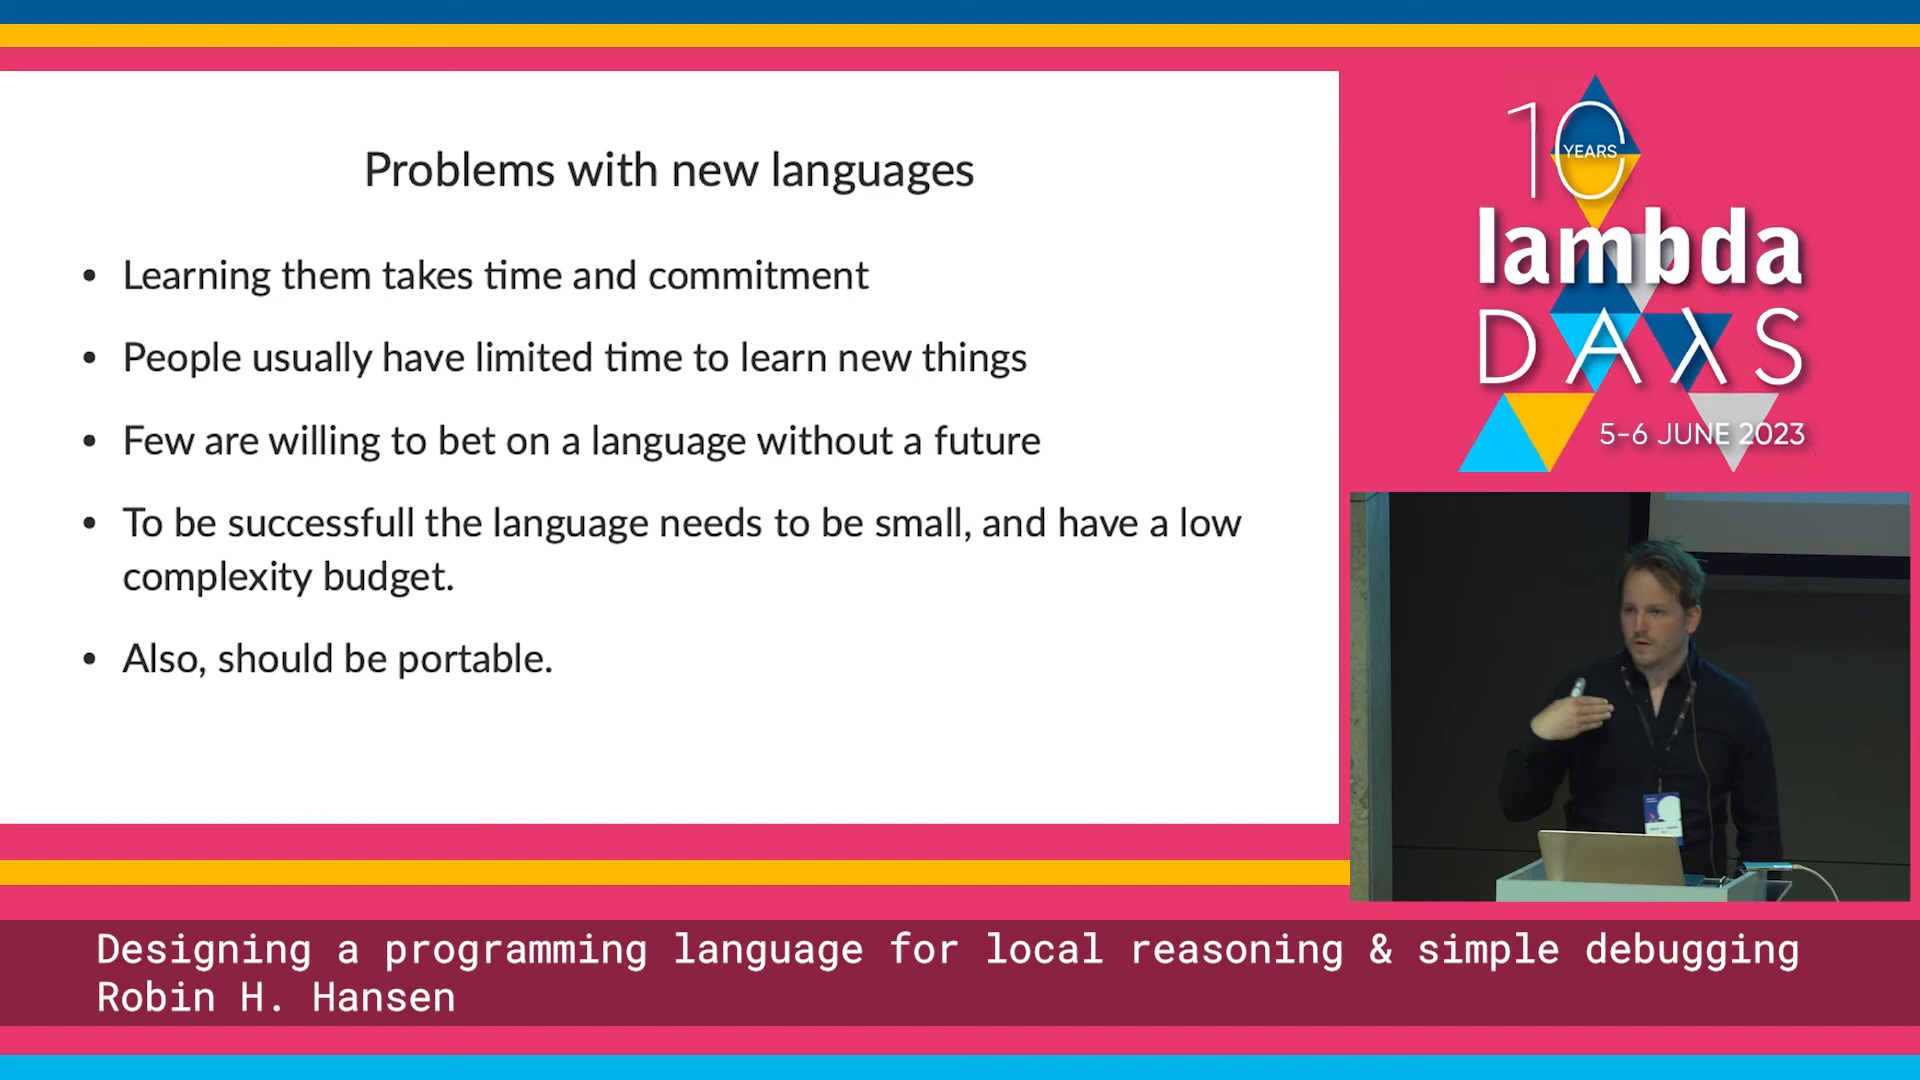 Problems with new languages
• Learning them takes time and commitment
• People usually have limited time to learn new things
• Few are willing to bet on a language without a future
• To be successfull the language needs to be small, and have a low
complexity budget.
• Also, should be portable.
10
YEARS
lambda
DAλS
5-6 JUNE 2023
Designing a programming language for local reasoning & simple debugging
Robin H. Hansen